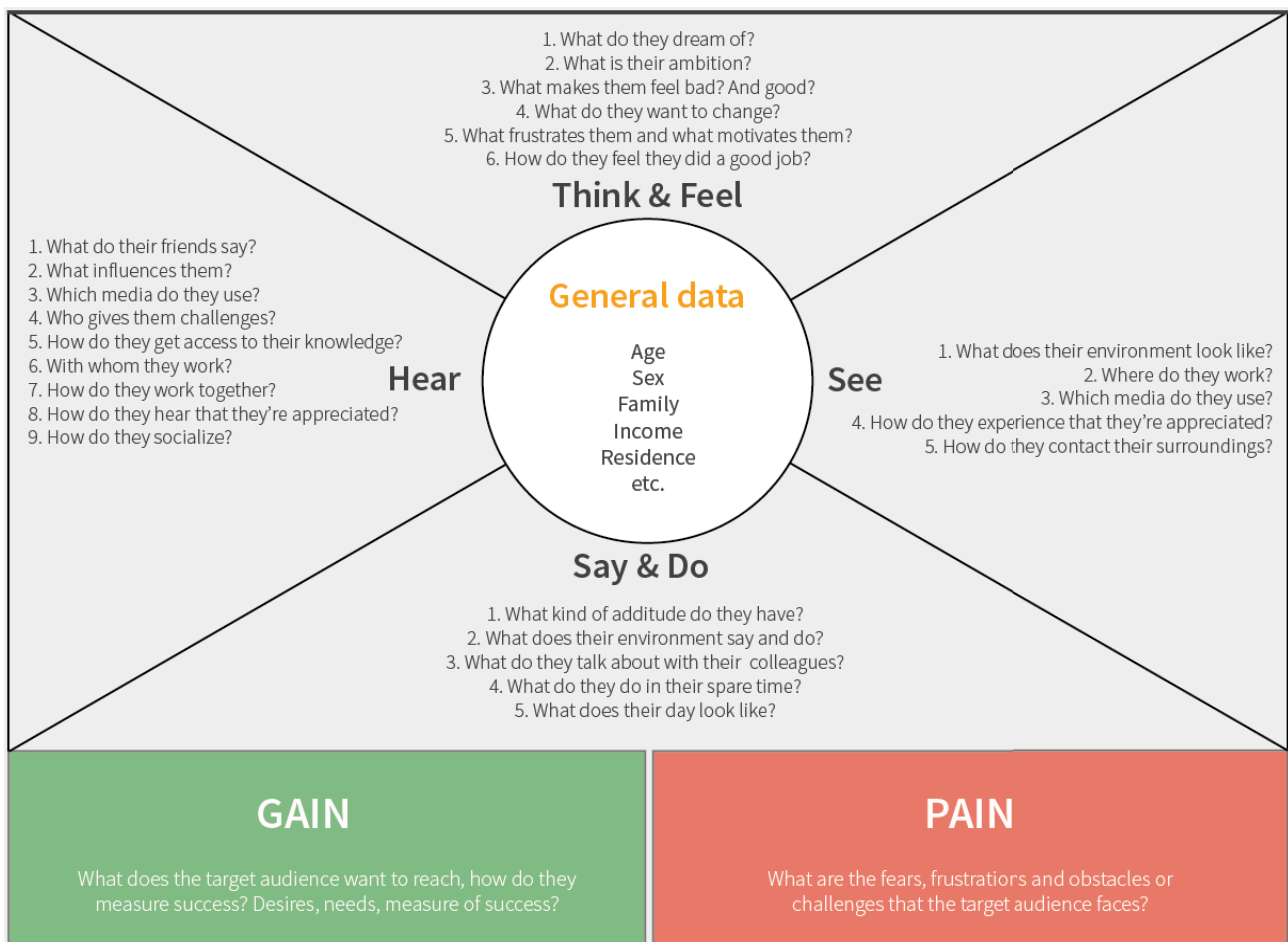 1. What do they dream of?
2. What is their ambition?
3. What makes them feel bad? And good?
4. What do they want to change?
5. What frustrates them and what motivates them?
6. How do they feel they did a good job?
Think & Feel
1. What do their friends say?
2. What influences them?
3. Which media do they use?
4. Who gives them challenges?
5. How do they get access to their knowledge?
6. With whom they work?
7. How do they work together?
8. How do they hear that they're appreciated?
9. How do they socialize?
Hear
General data
Age
Sex
Family
Income
Residence
etc.
See
1. What does their environment look like?
2. Where do they work?
3. Which media do they use?
4. How do they experience that they're appreciated?
5. How do they contact their surroundings?
Say & Do
1. What kind of additude do they have?
2. What does their environment say and do?
3. What do they talk about with their colleagues?
4. What do they do in their spare time?
5. What does their day look like?
GAIN
What does the target audience want to reach, how do they
measure success? Desires, needs, measure of success?
PAIN
What are the fears, frustrations and obstacles or
challenges that the target audience faces?